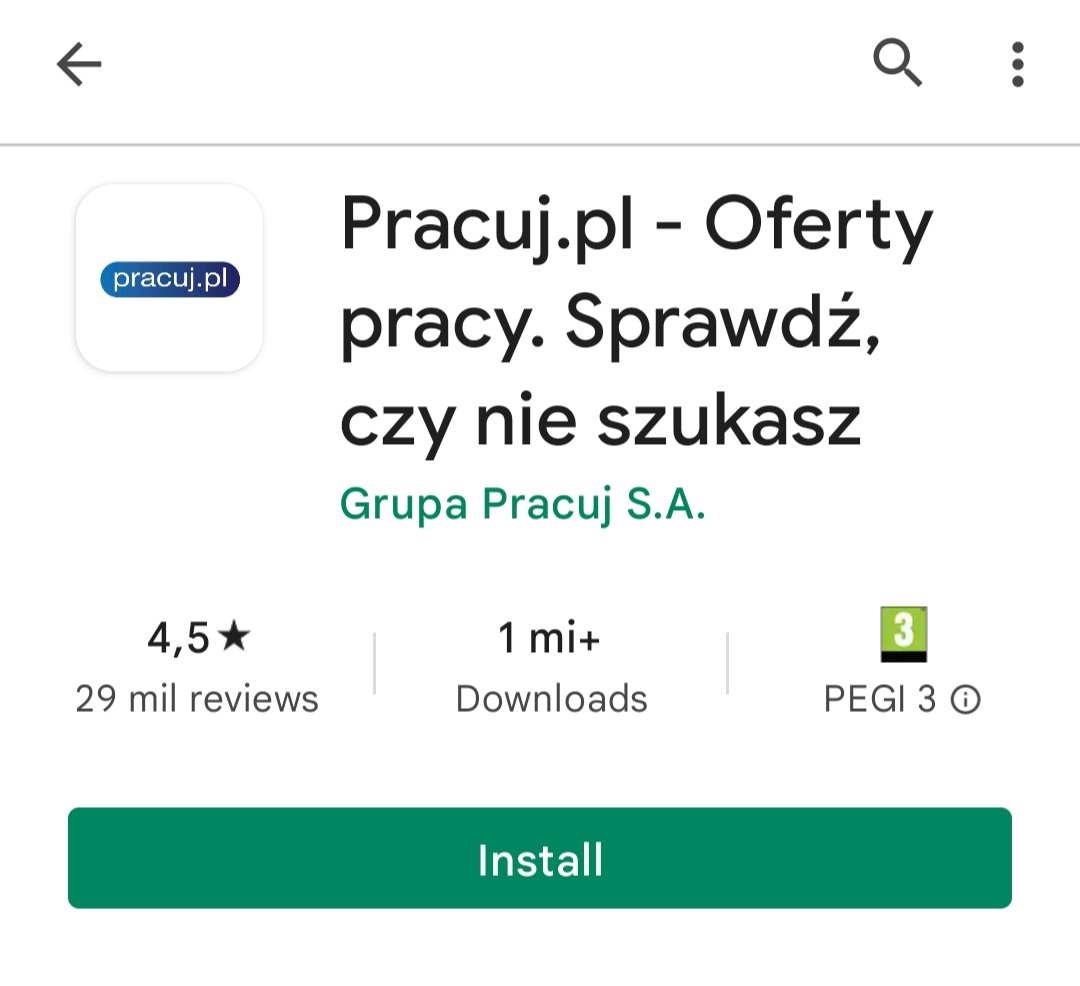 pracuj.pl
Pracuj.pl - Oferty
pracy. Sprawdź,
czy nie szukasz
Grupa Pracuj S.A.
4,5★
29 mil reviews
1 mi+
Downloads
3
PEGI 3
Install